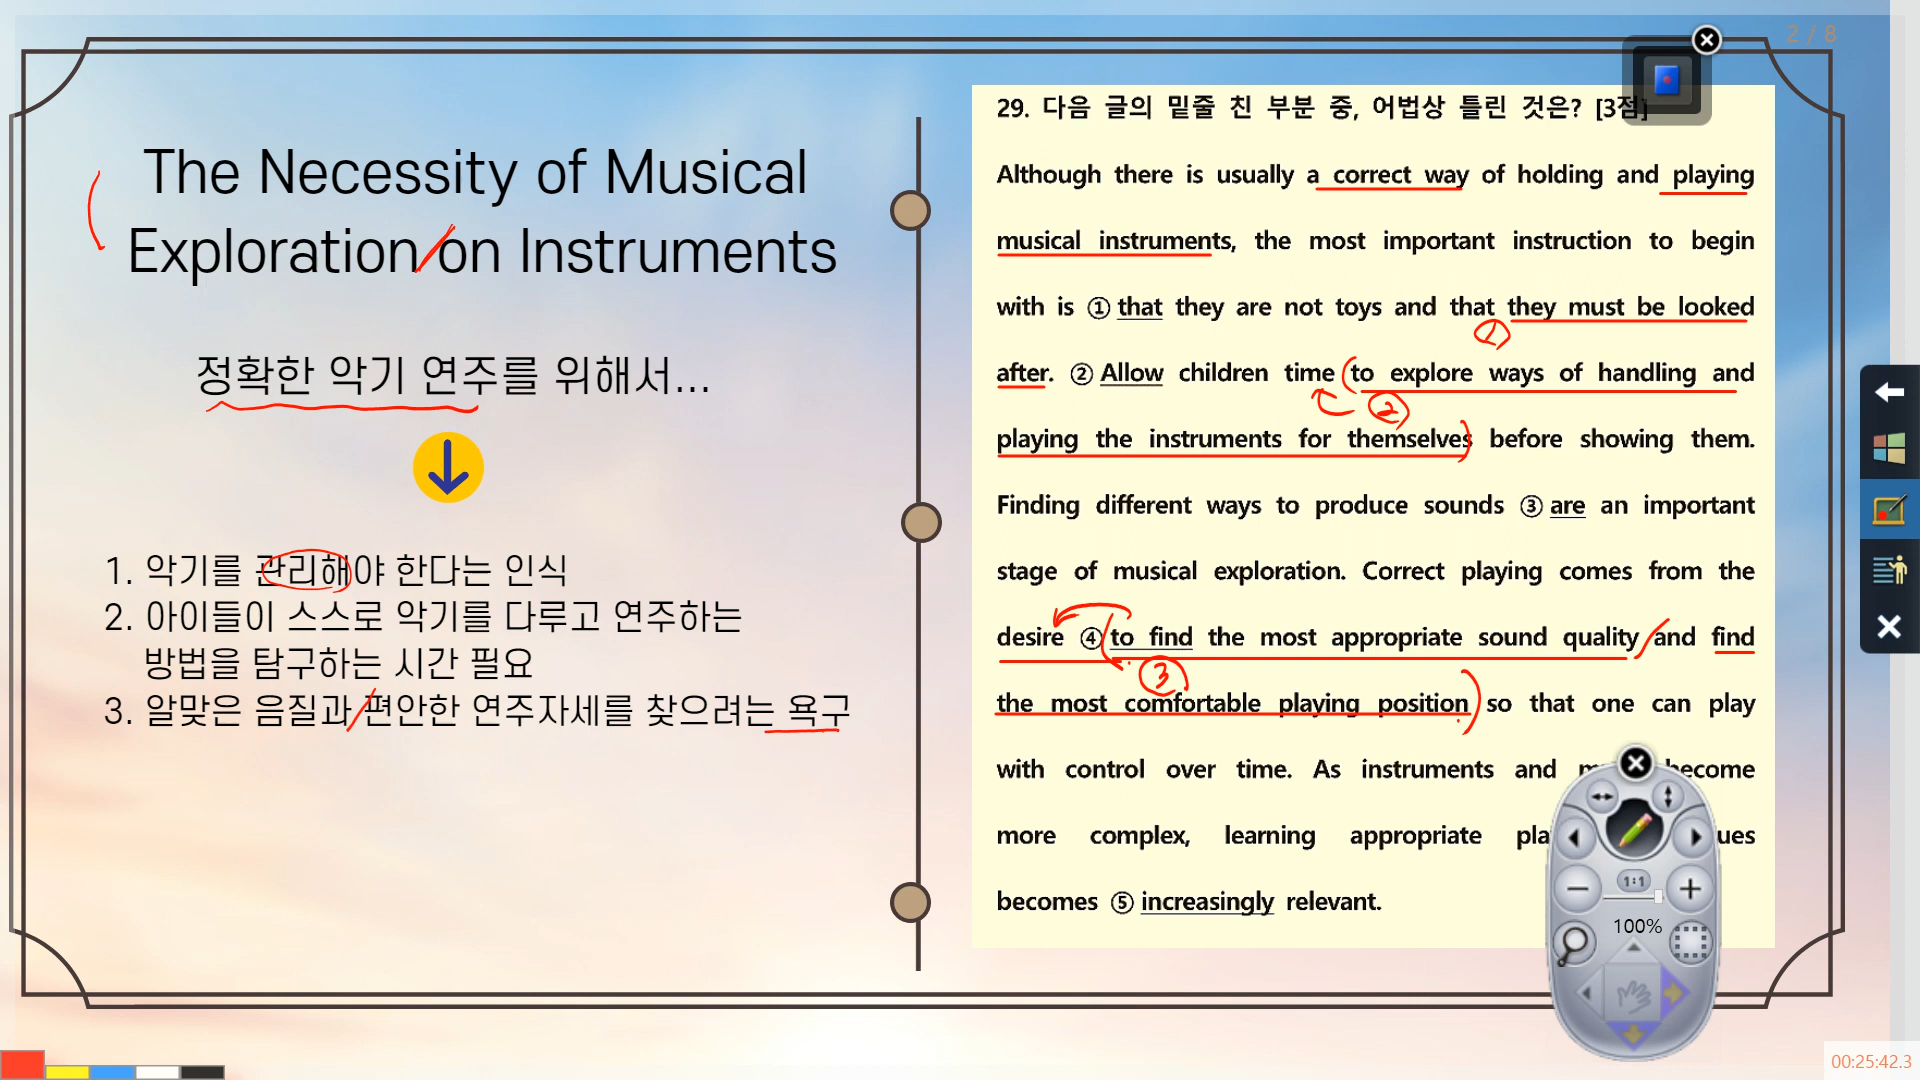 The Necessity of Musical
Exploration on Instruments
정확한 악기 연주를 위해서...
1. 악기를 관리해야 한다는 인식
2. 아이들이 스스로 악기를 다루고 연주하는
방법을 탐구하는 시간 필요
3. 알맞은 음질과 편안한 연주자세를 찾으려는 욕구
2 / 8
29. 다음 글의 밑줄 친 부분 중, 어법상 틀린 것은? [3점]
Although there is usually a correct way of holding and playing
musical instruments, the most important instruction to begin
with is ① that they are not toys and that they must be looked
①
after. ② Allow children time to explore ways of handling and
②
playing the instruments for themselves before showing them.
Finding different ways to produce sounds ③ are an important
stage of musical exploration. Correct playing comes from the
desire ④ to find the most appropriate sound quality and find
③
the most comfortable playing position so that one can play
with control over time. As instruments and become
more complex, learning appropriate
becomes ⑤ increasingly relevant.
1:1
100%
00:25:42.3